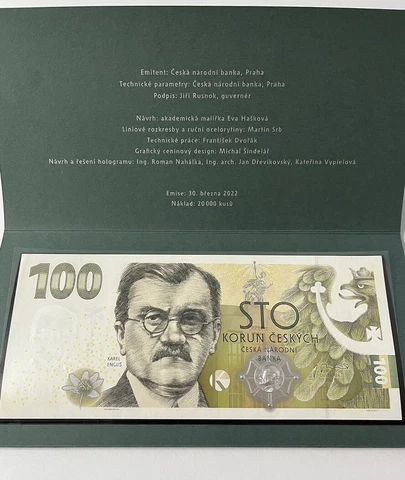 Emitent: Česká národní banka, Praha
Technické parametry: Česká národní banka, Praha
Podpis: Jiří Rusnok, guvernér
Návrh: akademická malířka Eva Hašková
Liniové rozkresby a ruční ocelorytiny: Martin Srb
Technické práce: František Dvořák
Grafický ceninový design: Michal Šindelář
Návrh a řešení hologramu: Ing. Roman Nahálka, Ing. arch. Jan Dřevíkovský, Kateřina Vypřelová
Emise: 30. března 2022
Náklad: 20 000 kusů
100
STO
KORUN ČESKÝCH
ČESKÁ NÁRODNÍ
BANKA
KAREL
ENGLIŠ
K
100